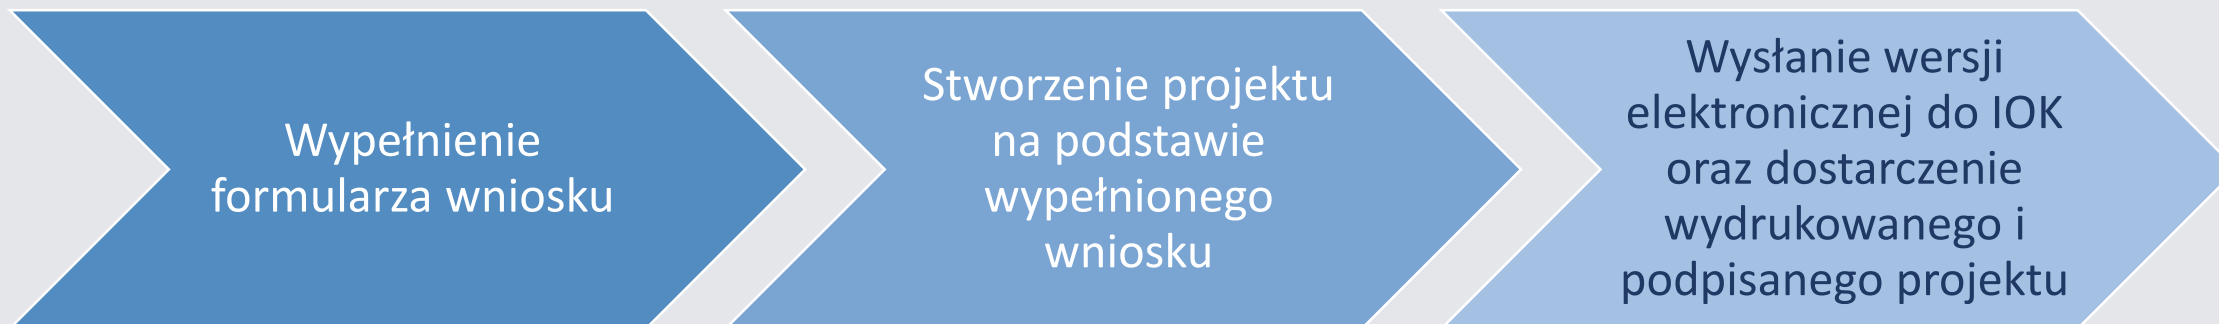 Wypełnienie
formularza wniosku
Stworzenie projektu
na podstawie
wypełnionego
wniosku
Wysłanie wersji
elektronicznej do IOK
oraz dostarczenie
wydrukowanego i
podpisanego projektu